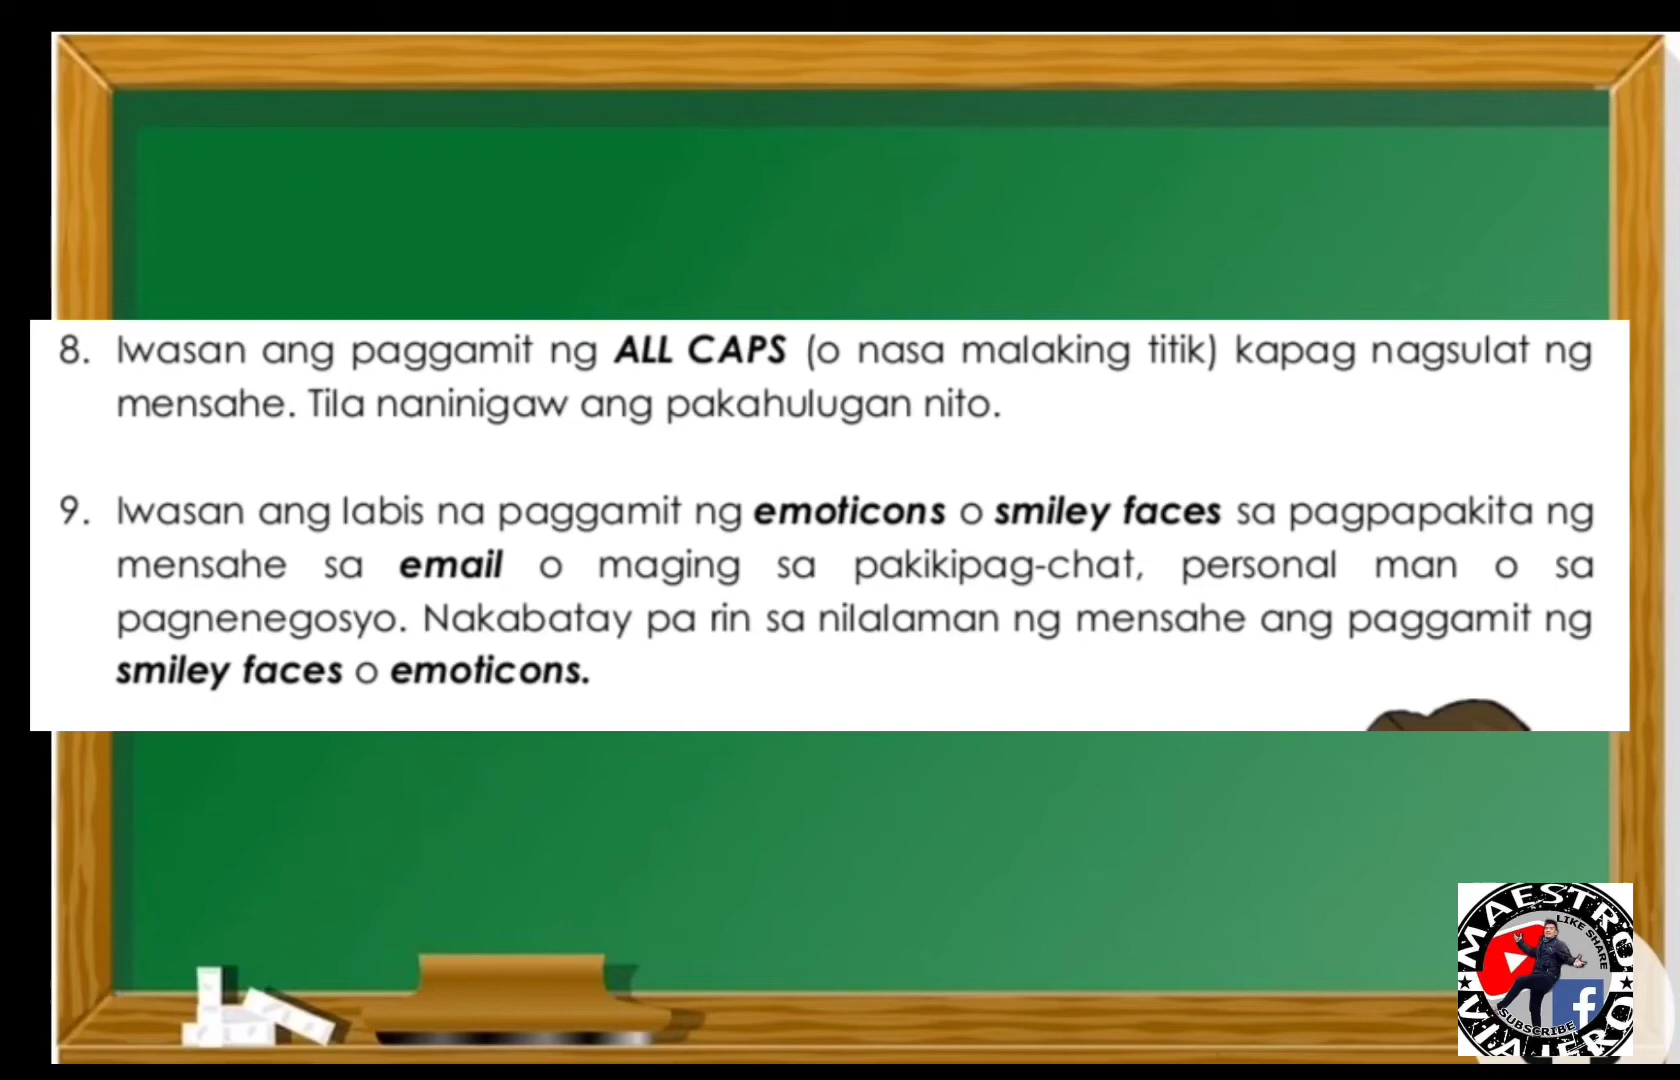 8. Iwasan ang paggamit ng ALL CAPS (o nasa malaking titik) kapag nagsulat ng
mensahe. Tila naninigaw ang pakahulugan nito.
9. Iwasan ang labis na paggamit ng emoticons o smiley faces sa pagpapakita ng
mensahe sa email o maging sa pakikipag-chat, personal man o sa
pagnenegosyo. Nakabatay pa rin sa nilalaman ng mensahe ang paggamit ng
smiley faces o emoticons.
MAESTRO
LIKE SHARE
f
SUBSCRIBE
VIAJERO